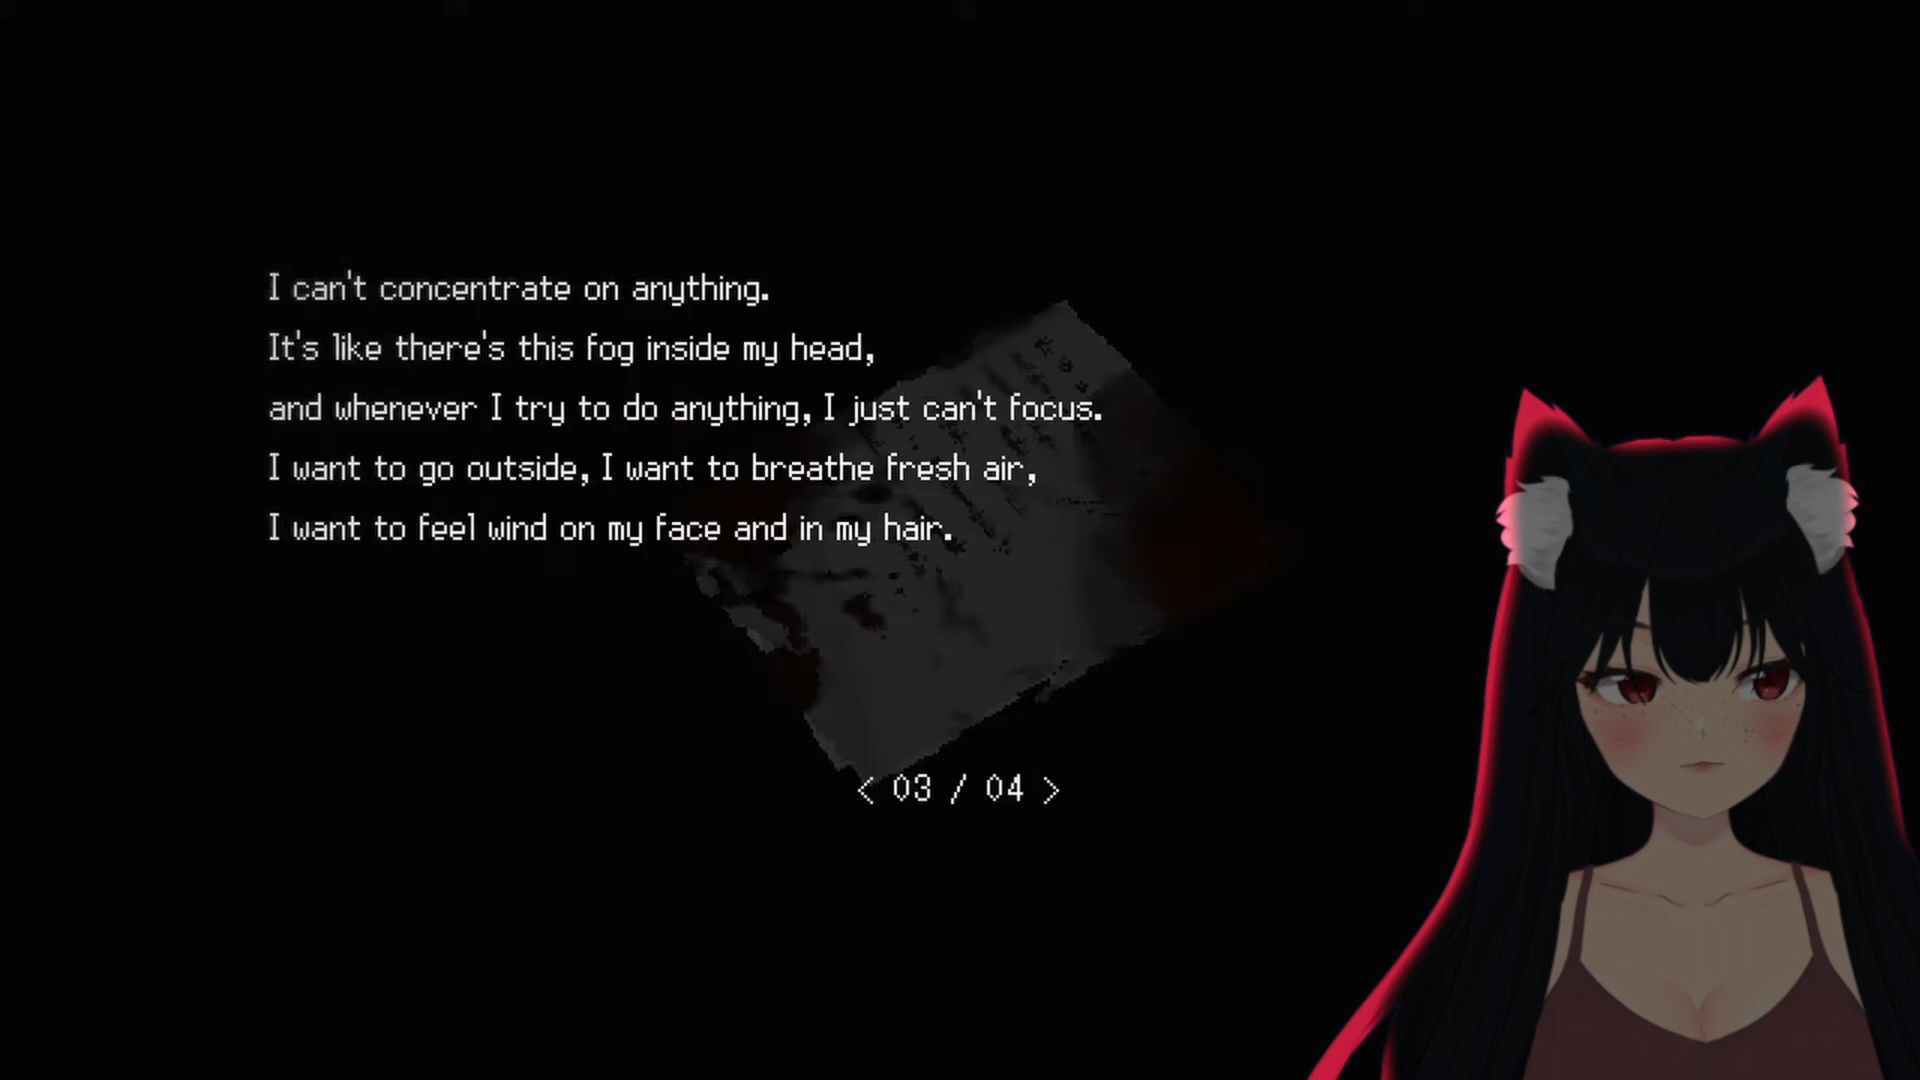 I can't concentrate on anything.
It's like there's this fog inside my head,
and whenever I try to do anything, I just can't focus.
I want to go outside, I want to breathe fresh air,
I want to feel wind on my face and in my hair.
< 03 / 04 >